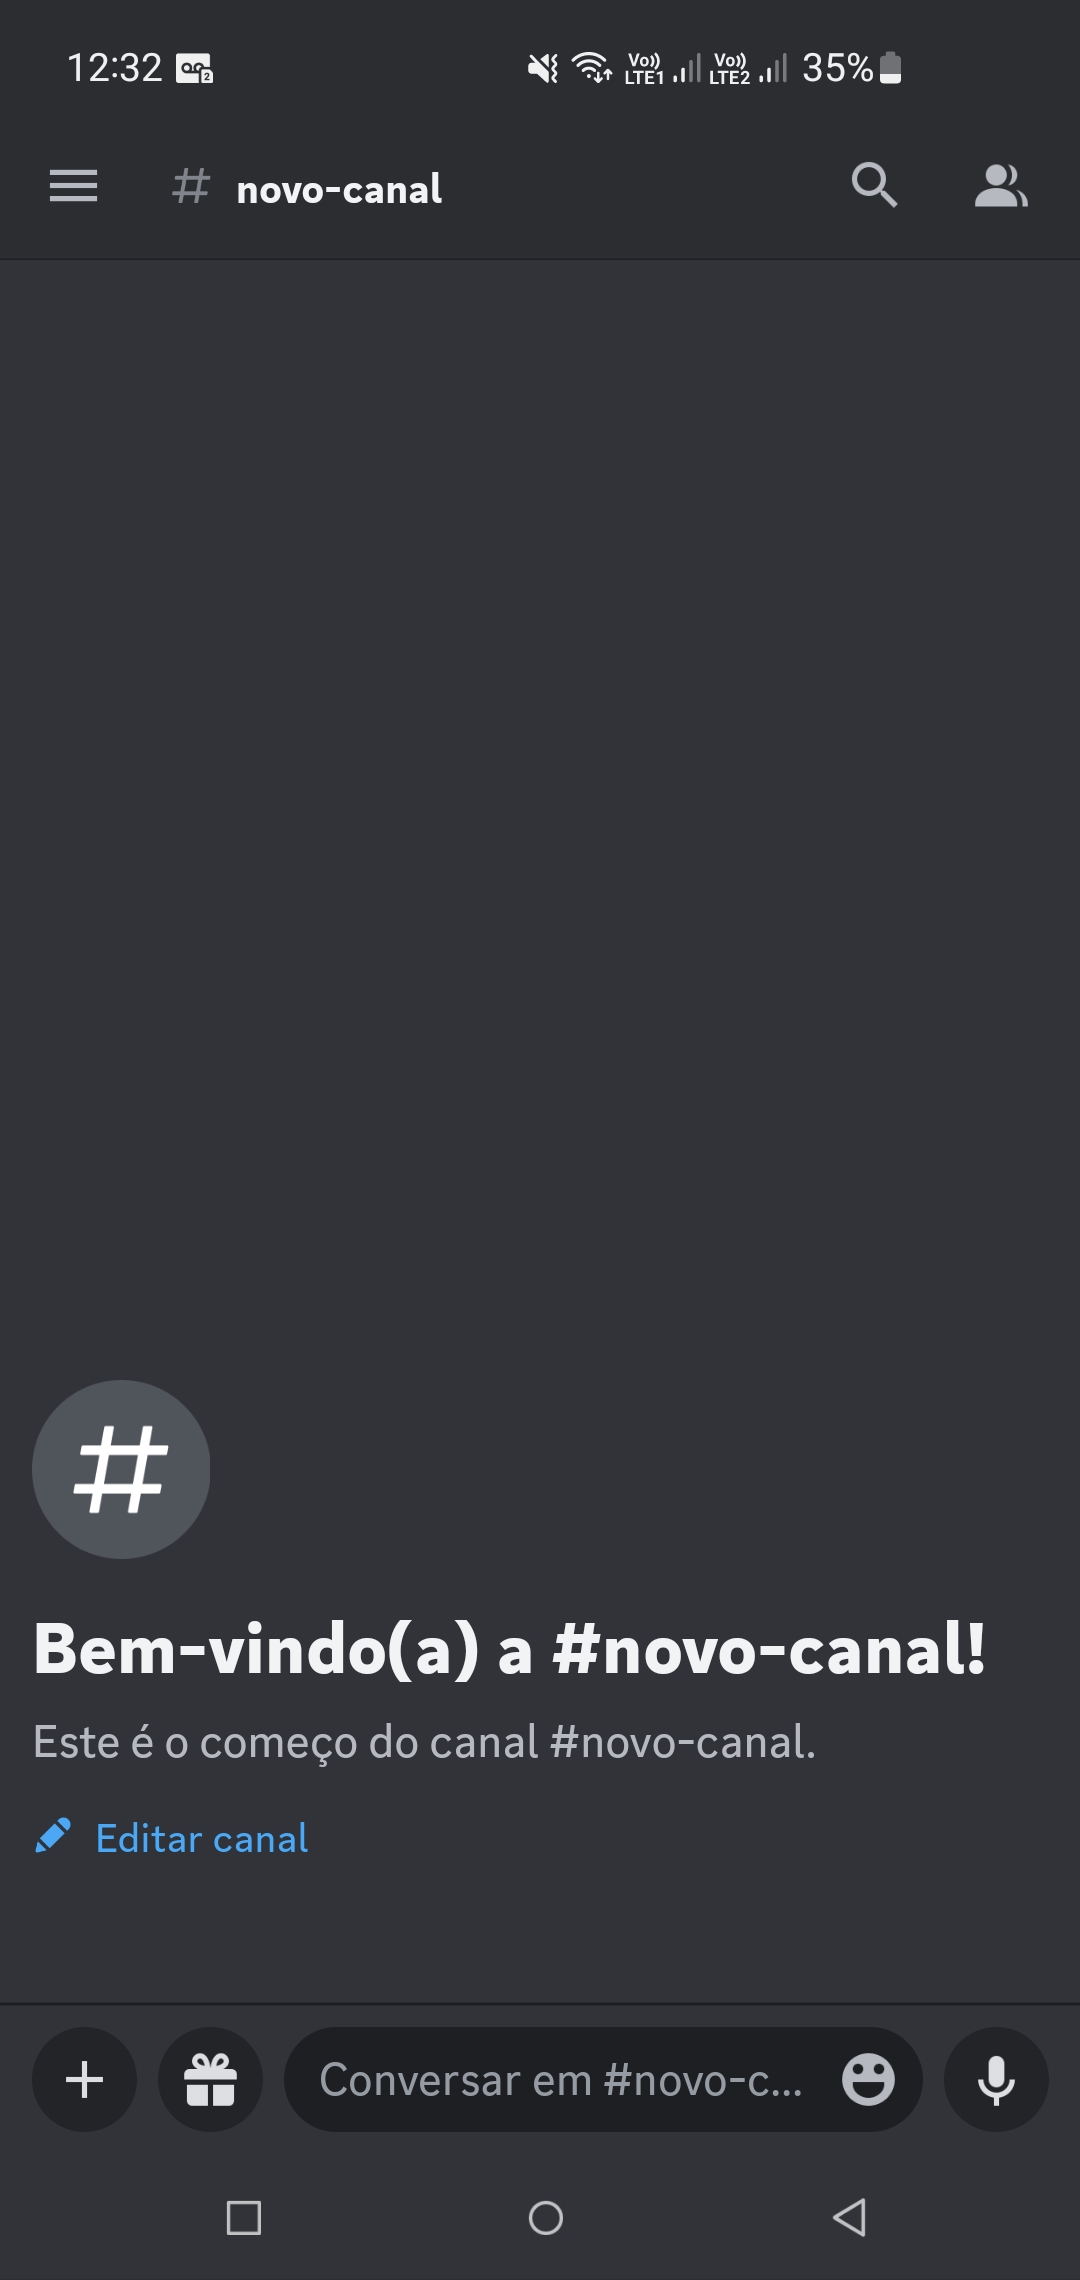 12:32 Vo)) LTE1 Vo)) LTE2 35%
# novo-canal
#
Bem-vindo(a) a #novo-canal!
Este é o começo do canal #novo-canal.
Editar canal
Conversar em #novo-c...